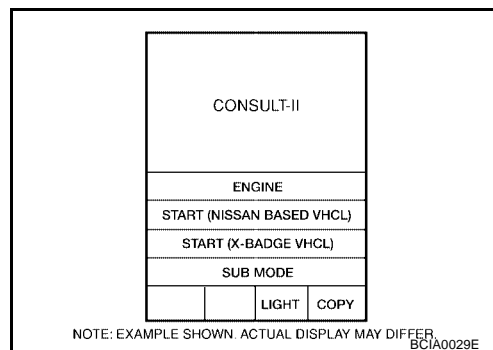 CONSULT-II
ENGINE
START (NISSAN BASED VHCL)
START (X-BADGE VHCL)
SUB MODE
LIGHT COPY
NOTE: EXAMPLE SHOWN. ACTUAL DISPLAY MAY DIFFER.
BCIA0029E